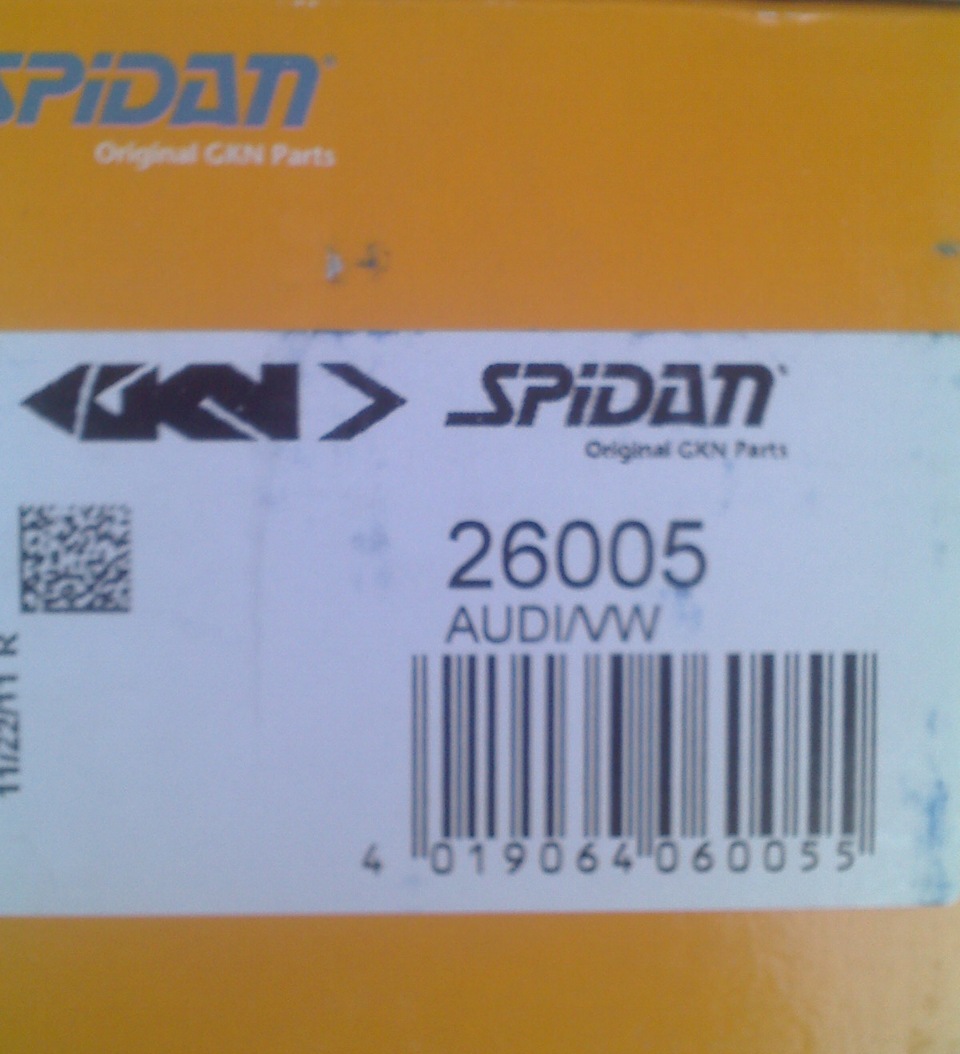 SPiDAN
Original GKN Parts
GKN
SPiDAN
Original GKN Parts
26005
AUDI/VW
11/22/11 R
4 019064 060055